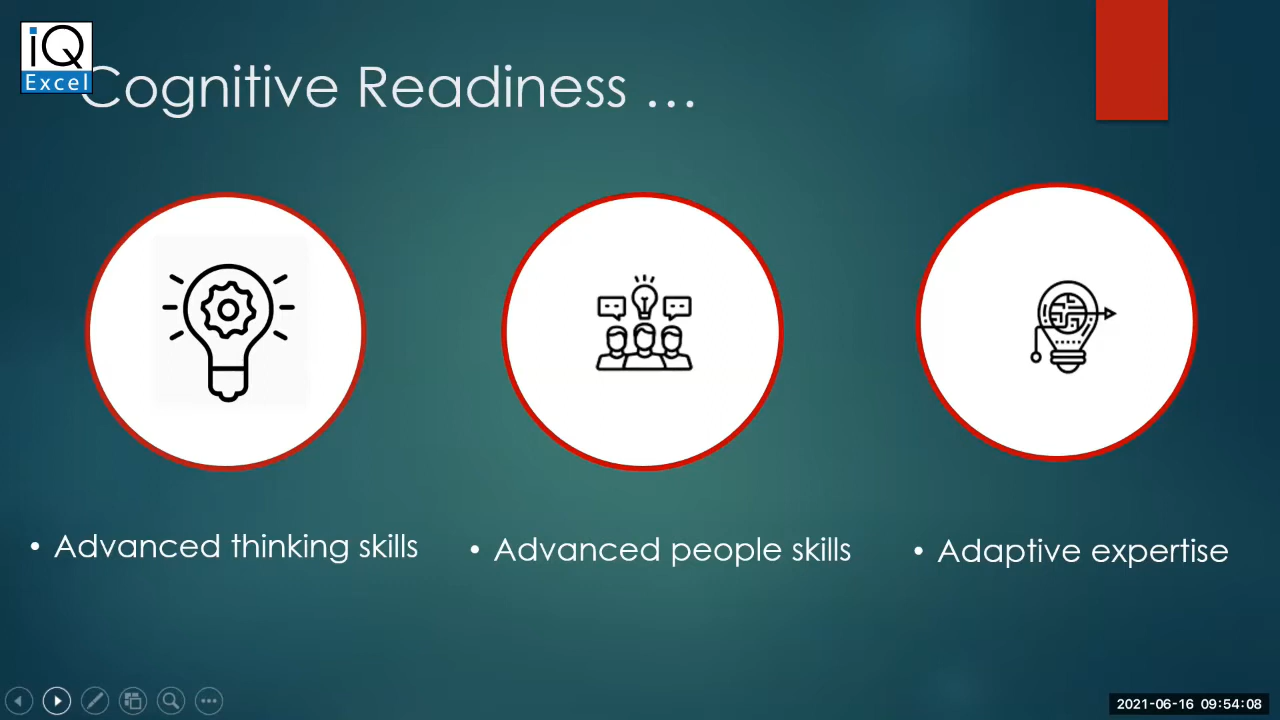 iQ
Excel
Cognitive Readiness …
• Advanced thinking skills
• Advanced people skills
• Adaptive expertise
2021-06-16 09:54:08